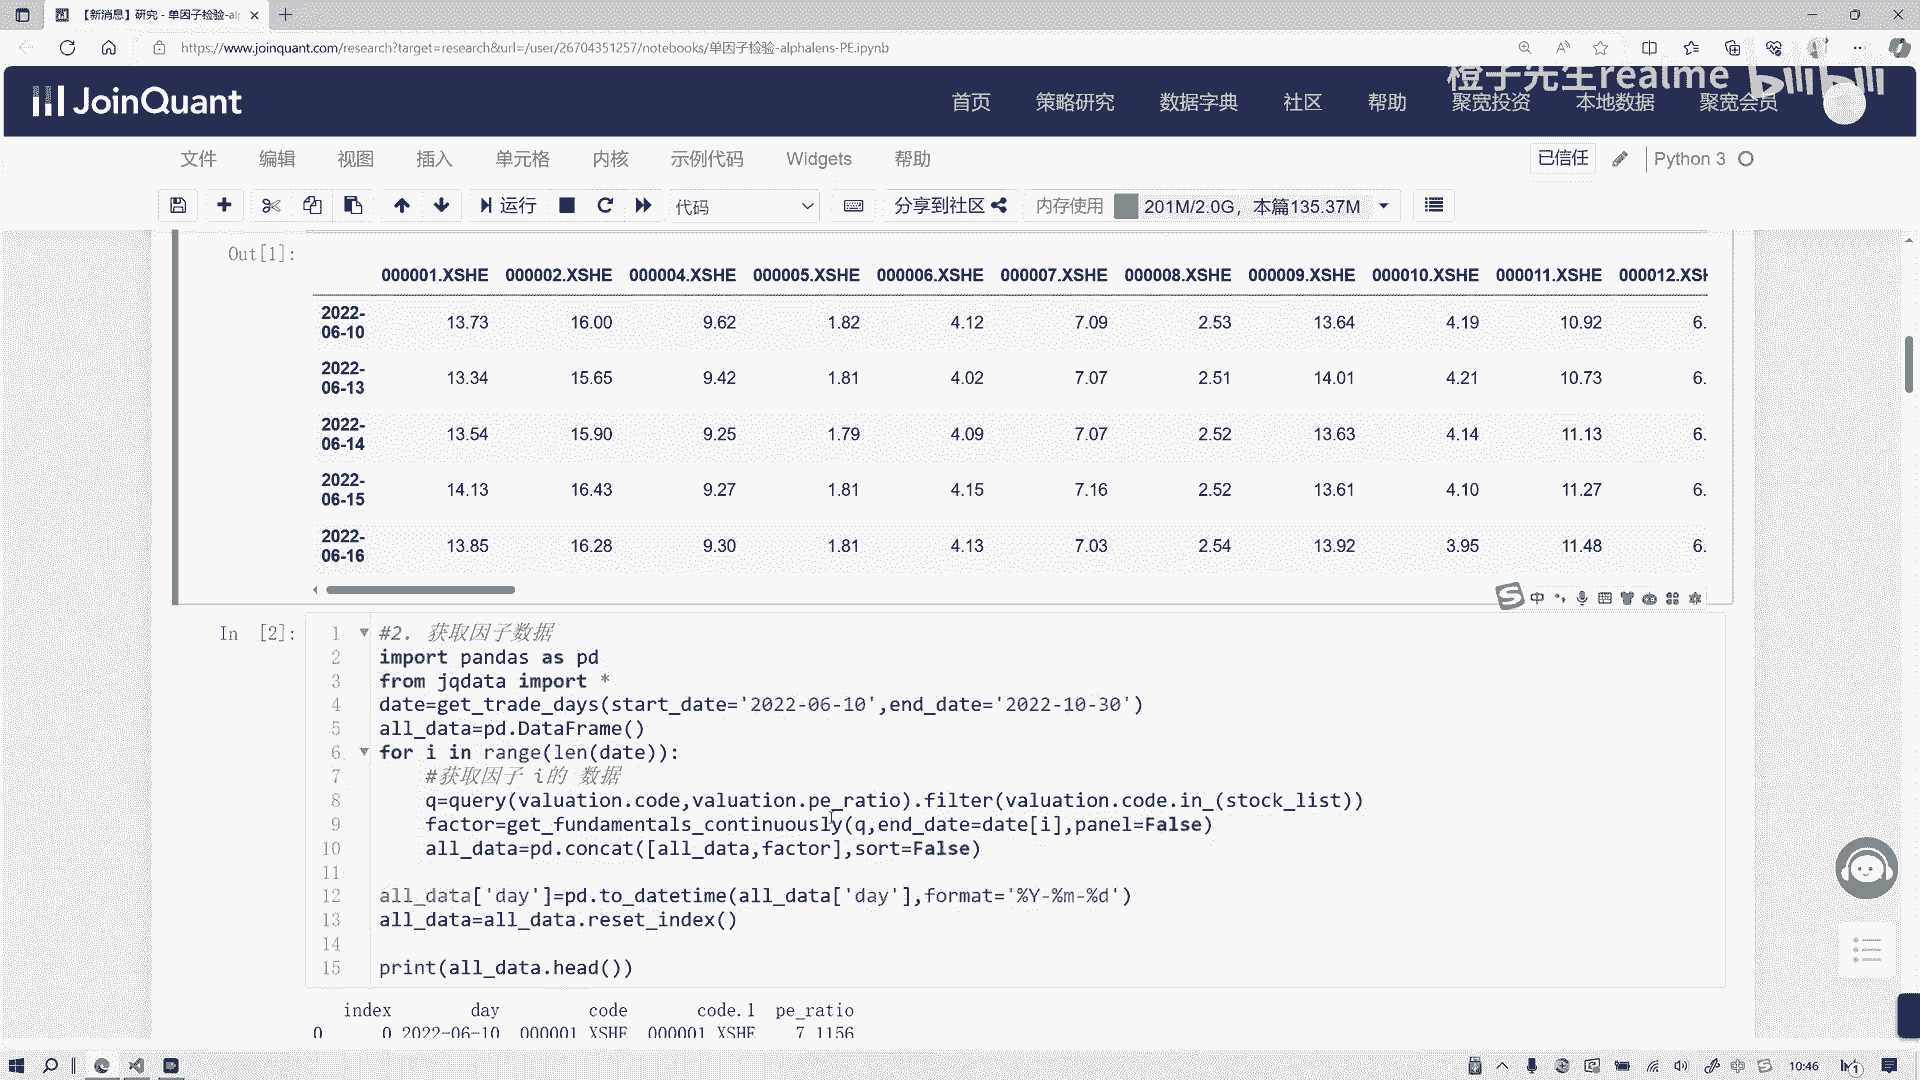 【新消息】研究 - 单因子检验-al
https://www.joinquant.com/research?target=research&url=/user/26704351257/notebooks/单因子检验-alphalens-PE.ipynb
橙子先生realme bilibili
JoinQuant
首页 策略研究 数据字典 社区 帮助 聚宽投资 本地数据 聚宽会员
文件 编辑 视图 插入 单元格 内核 示例代码 Widgets 帮助
已信任 Python 3
运行 代码 分享到社区 内存使用 201M/2.0G，本篇135.37M
Out[1]:
000001.XSHE 000002.XSHE 000004.XSHE 000005.XSHE 000006.XSHE 000007.XSHE 000008.XSHE 000009.XSHE 000010.XSHE 000011.XSHE 000012.XSH
2022-06-10 13.73 16.00 9.62 1.82 4.12 7.09 2.53 13.64 4.19 10.92 6.
2022-06-13 13.34 15.65 9.42 1.81 4.02 7.07 2.51 14.01 4.21 10.73 6.
2022-06-14 13.54 15.90 9.25 1.79 4.09 7.07 2.52 13.63 4.14 11.13 6.
2022-06-15 14.13 16.43 9.27 1.81 4.15 7.16 2.52 13.61 4.10 11.27 6.
2022-06-16 13.85 16.28 9.30 1.81 4.13 7.03 2.54 13.92 3.95 11.48 6.
中
In [2]:
1 #2. 获取因子数据
2 import pandas as pd
3 from jqdata import *
4 date=get_trade_days(start_date='2022-06-10',end_date='2022-10-30')
5 all_data=pd.DataFrame()
6 for i in range(len(date)):
7 #获取因子 i的 数据
8 q=query(valuation.code,valuation.pe_ratio).filter(valuation.code.in_(stock_list))
9 factor=get_fundamentals_continuously(q,end_date=date[i],panel=False)
10 all_data=pd.concat([all_data,factor],sort=False)
11
12 all_data['day']=pd.to_datetime(all_data['day'],format='%Y-%m-%d')
13 all_data=all_data.reset_index()
14
15 print(all_data.head())
index day code code.1 pe_ratio
0 0 2022-06-10 000001.XSHE 000001.XSHE 7.1156
中 10:46